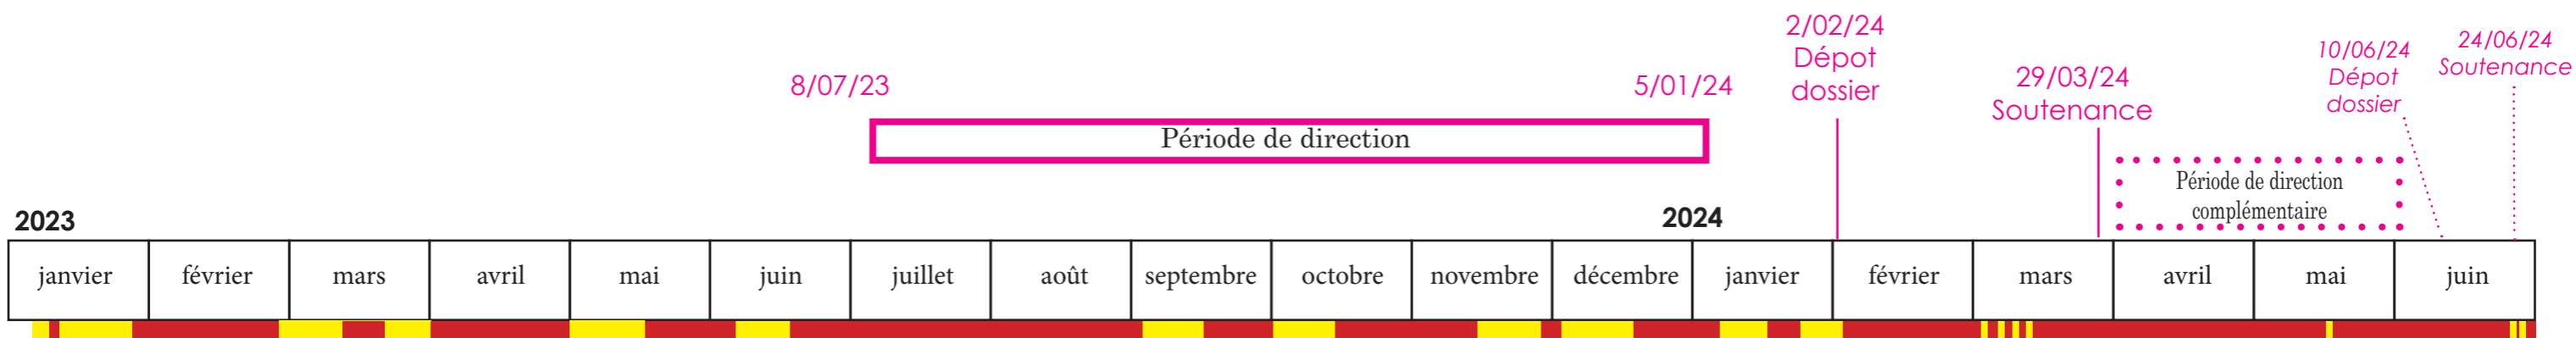 2/02/24
Dépot
dossier
8/07/23
5/01/24
29/03/24
Soutenance
10/06/24
Dépot
dossier
24/06/24
Soutenance
Période de direction
Période de direction
complémentaire
2023
2024
janvier février mars avril mai juin juillet août septembre octobre novembre décembre janvier février mars avril mai juin